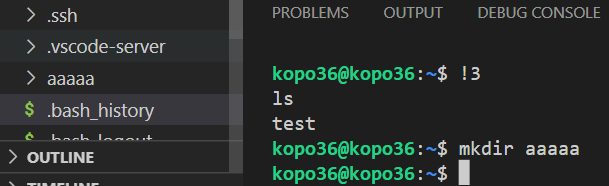 .ssh
.vscode-server
aaaaa
$ .bash_history
.bash_logout
OUTLINE
TIMELINE
PROBLEMS OUTPUT DEBUG CONSOLE
kopo36@kopo36:~$ !3
ls
test
kopo36@kopo36:~$ mkdir aaaaa
kopo36@kopo36:~$